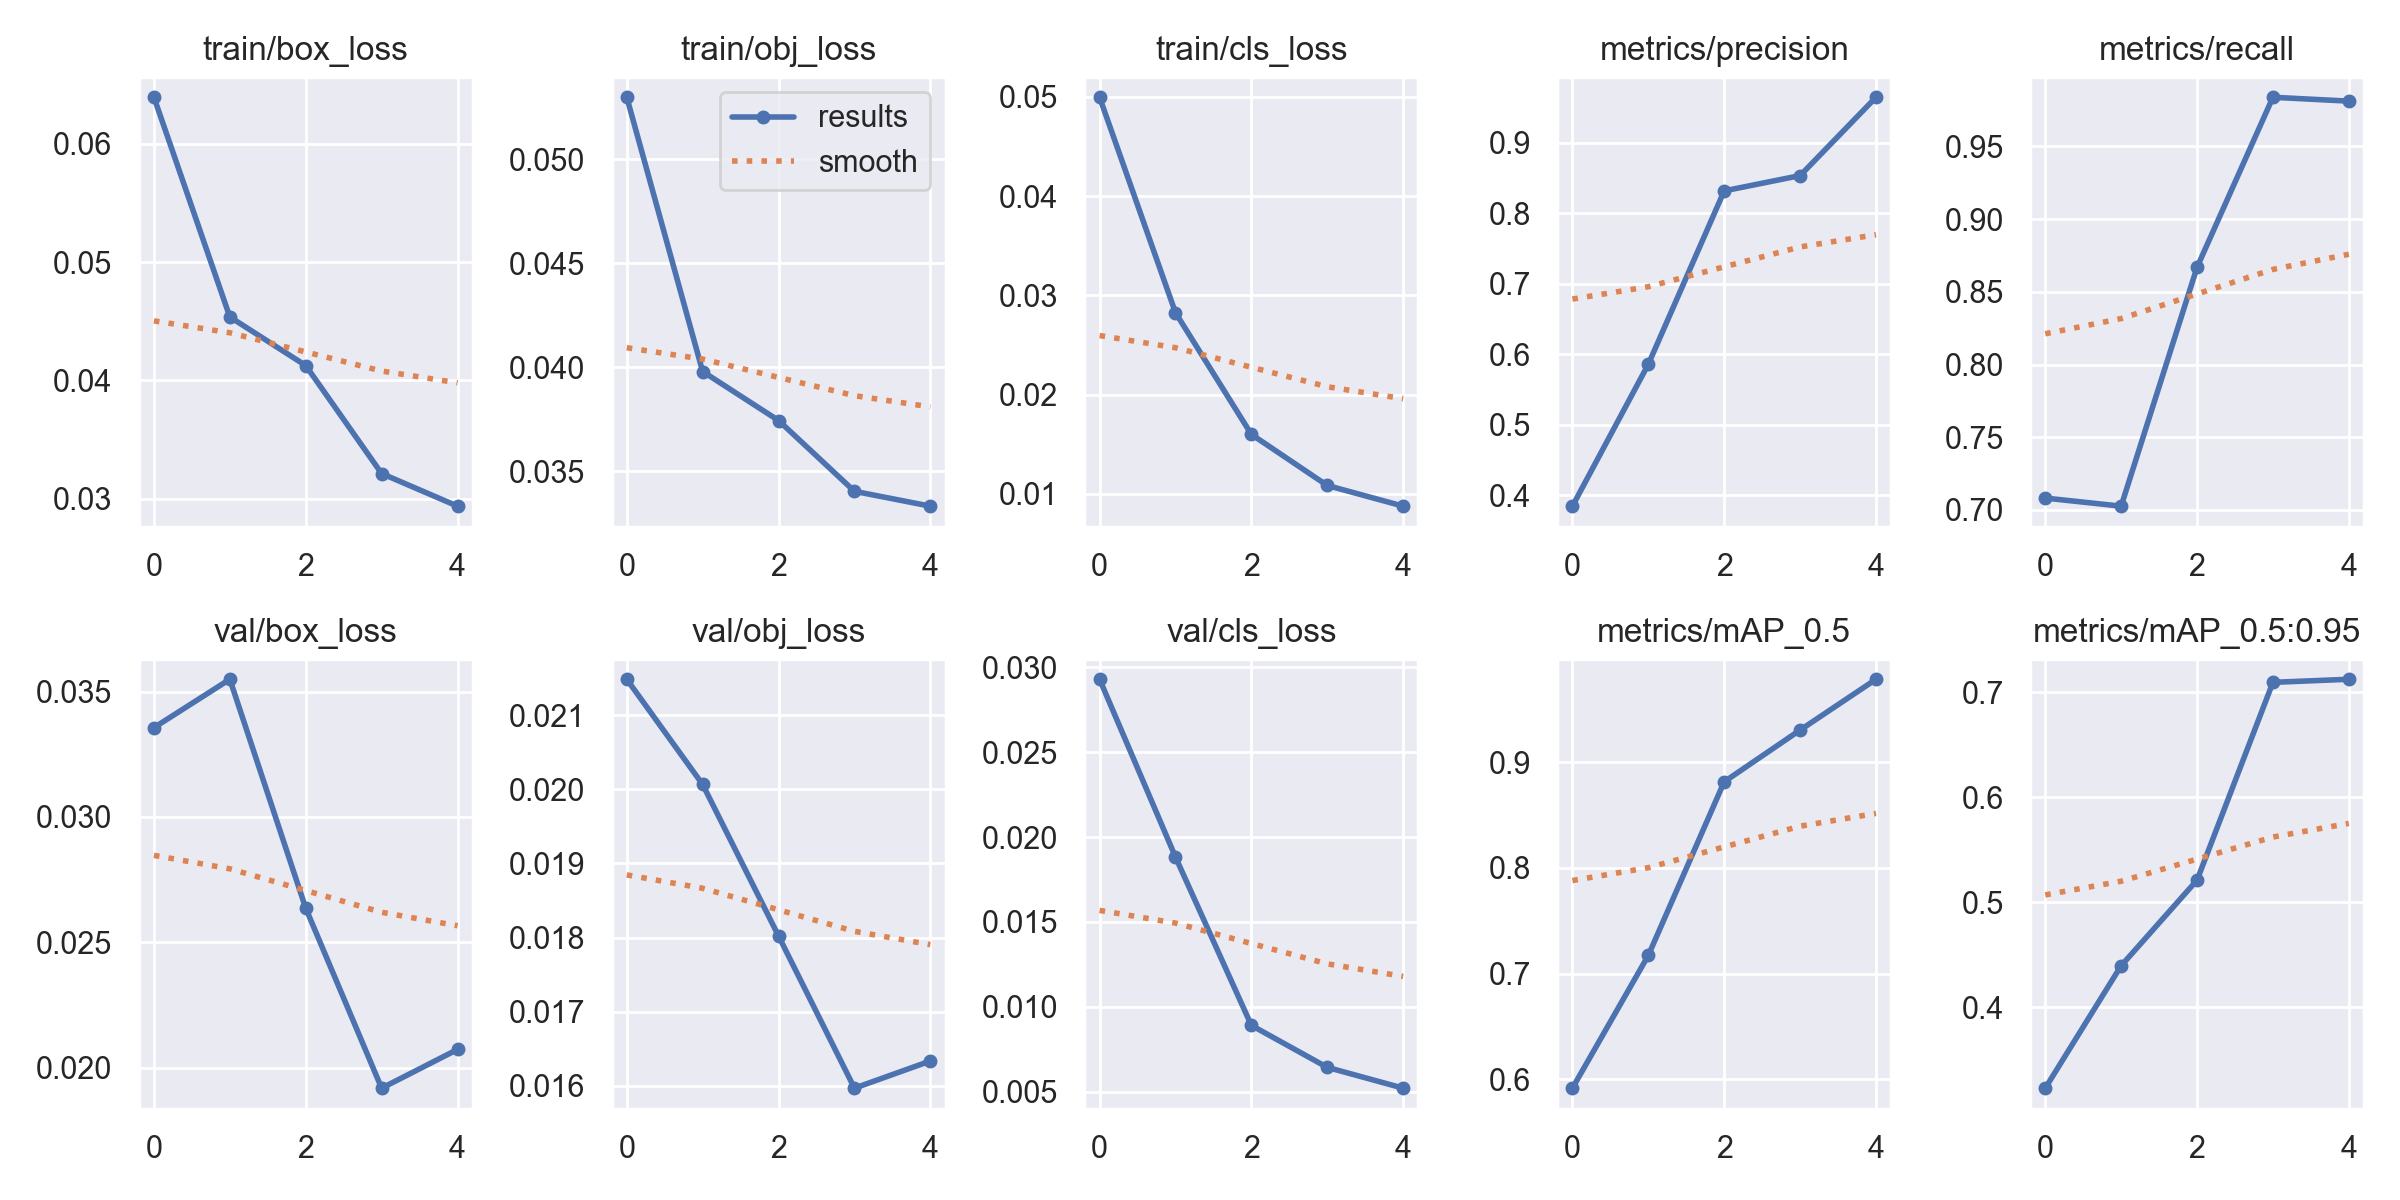 train/box_loss
0.06
0.05
0.04
0.03
0 2 4
train/obj_loss
results
smooth
0.050
0.045
0.040
0.035
0 2 4
train/cls_loss
0.05
0.04
0.03
0.02
0.01
0 2 4
metrics/precision
0.9
0.8
0.7
0.6
0.5
0.4
0 2 4
metrics/recall
0.95
0.90
0.85
0.80
0.75
0.70
0 2 4
val/box_loss
0.035
0.030
0.025
0.020
0 2 4
val/obj_loss
0.021
0.020
0.019
0.018
0.017
0.016
0 2 4
val/cls_loss
0.030
0.025
0.020
0.015
0.010
0.005
0 2 4
metrics/mAP_0.5
0.9
0.8
0.7
0.6
0 2 4
metrics/mAP_0.5:0.95
0.7
0.6
0.5
0.4
0 2 4